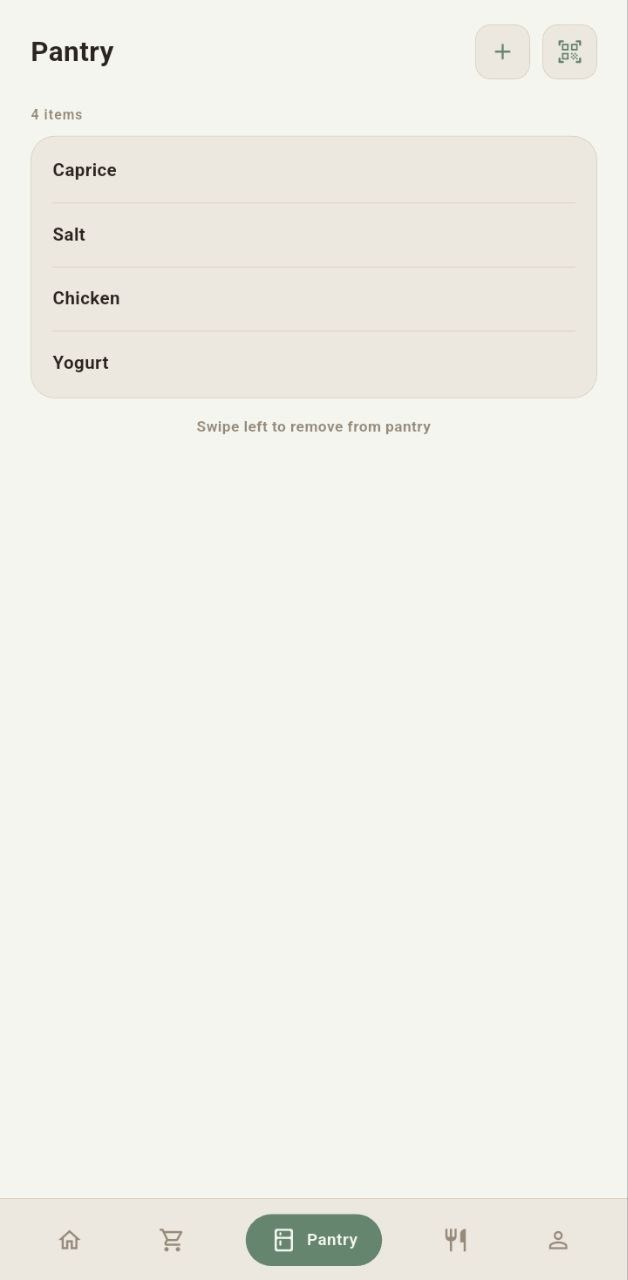 Pantry
4 items
Caprice
Salt
Chicken
Yogurt
Swipe left to remove from pantry
Pantry